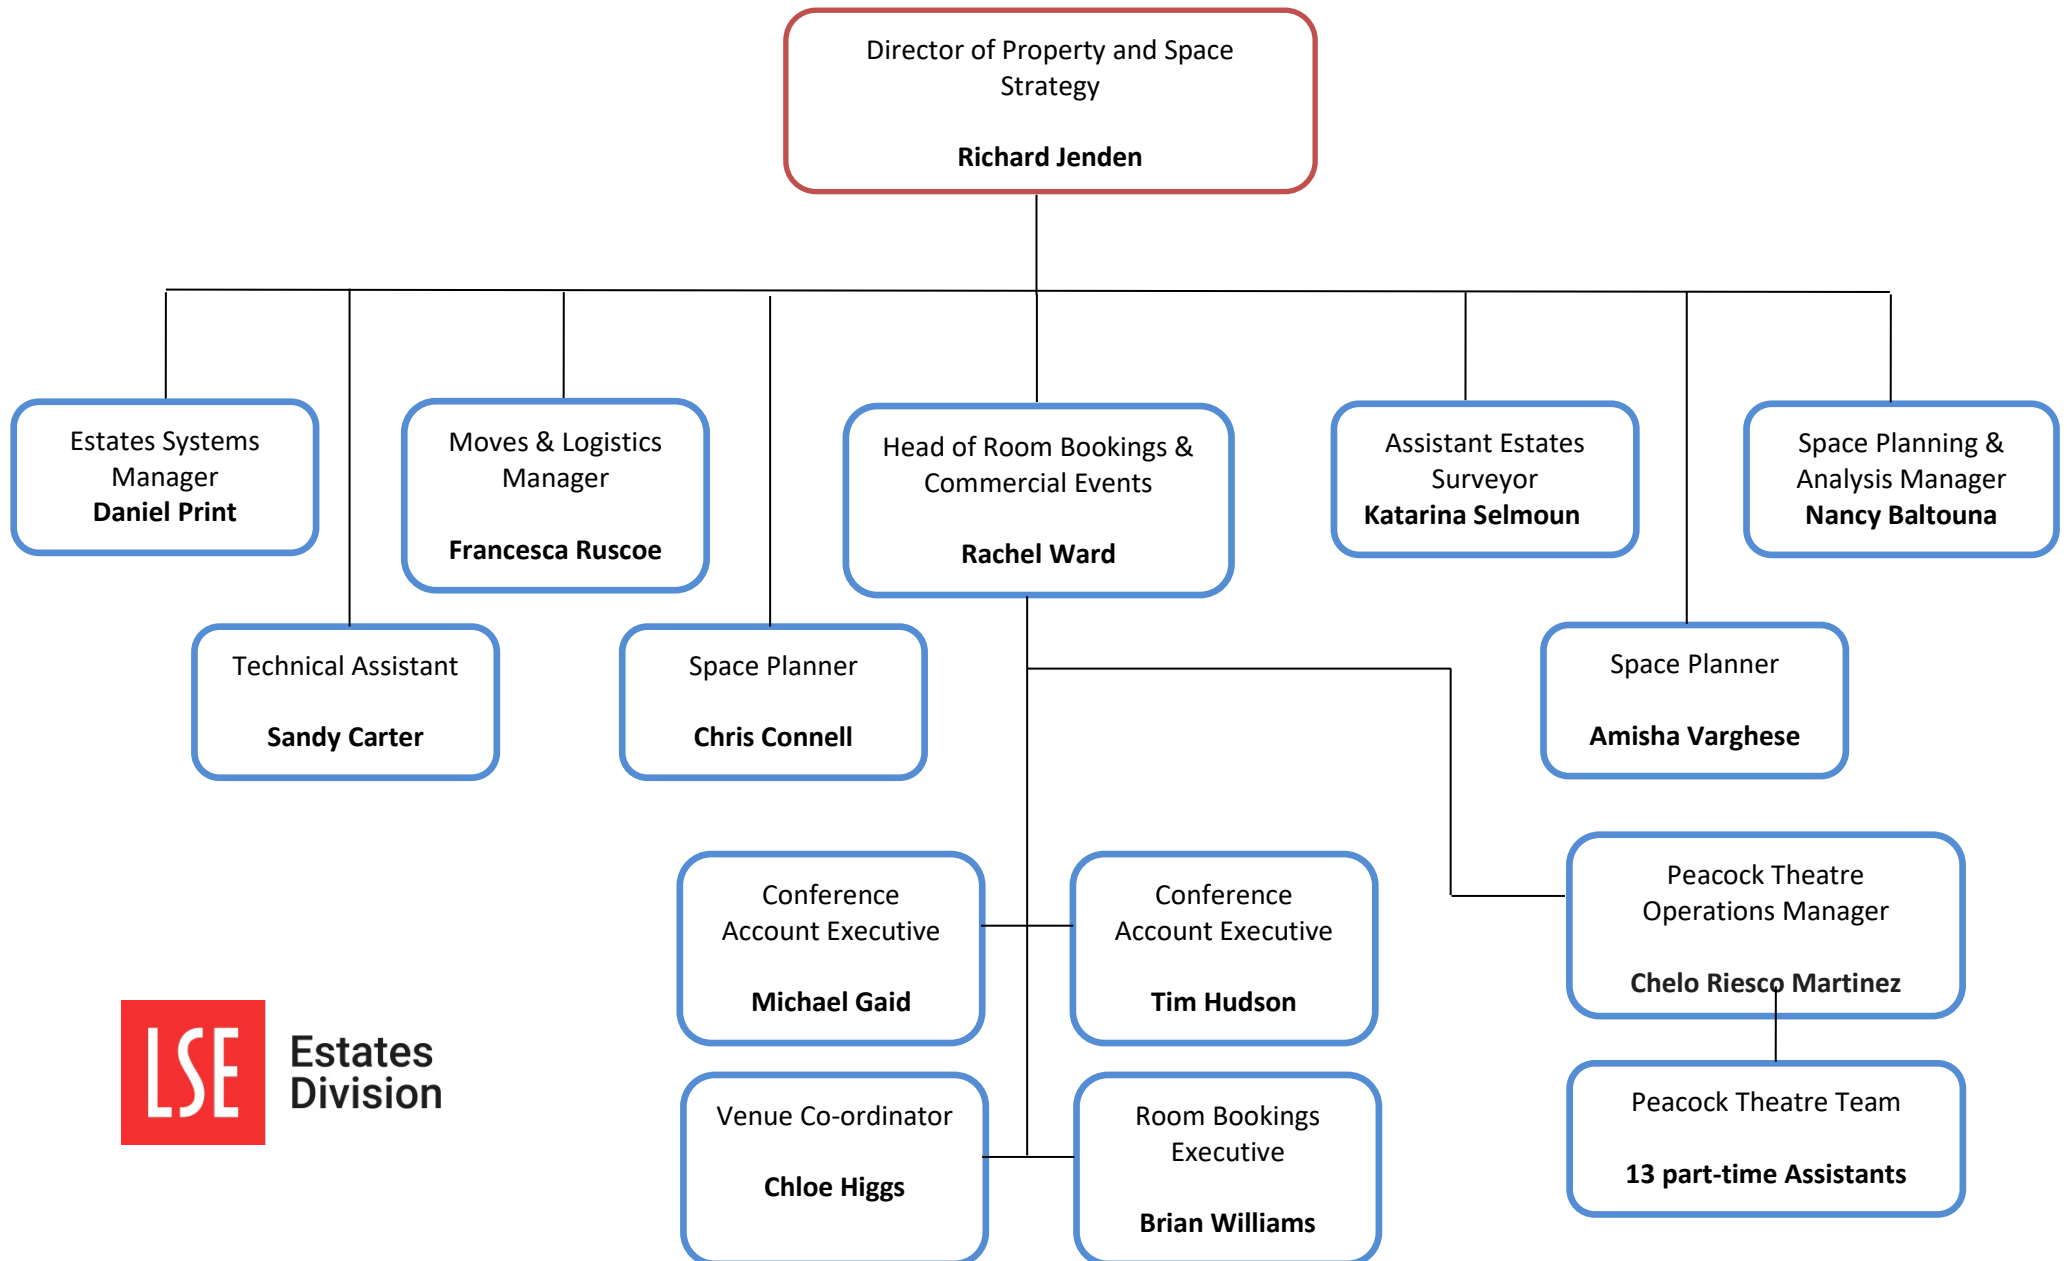 Director of Property and Space
Strategy
Richard Jenden
Estates Systems
Manager
Daniel Print
Moves & Logistics
Manager
Francesca Ruscoe
Head of Room Bookings &
Commercial Events
Rachel Ward
Assistant Estates
Surveyor
Katarina Selmoun
Space Planning &
Analysis Manager
Nancy Baltouna
Technical Assistant
Sandy Carter
Space Planner
Chris Connell
Space Planner
Amisha Varghese
Conference
Account Executive
Michael Gaid
Conference
Account Executive
Tim Hudson
Peacock Theatre
Operations Manager
Chelo Riesco Martinez
Venue Co-ordinator
Chloe Higgs
Room Bookings
Executive
Brian Williams
Peacock Theatre Team
13 part-time Assistants
LSE
Estates
Division